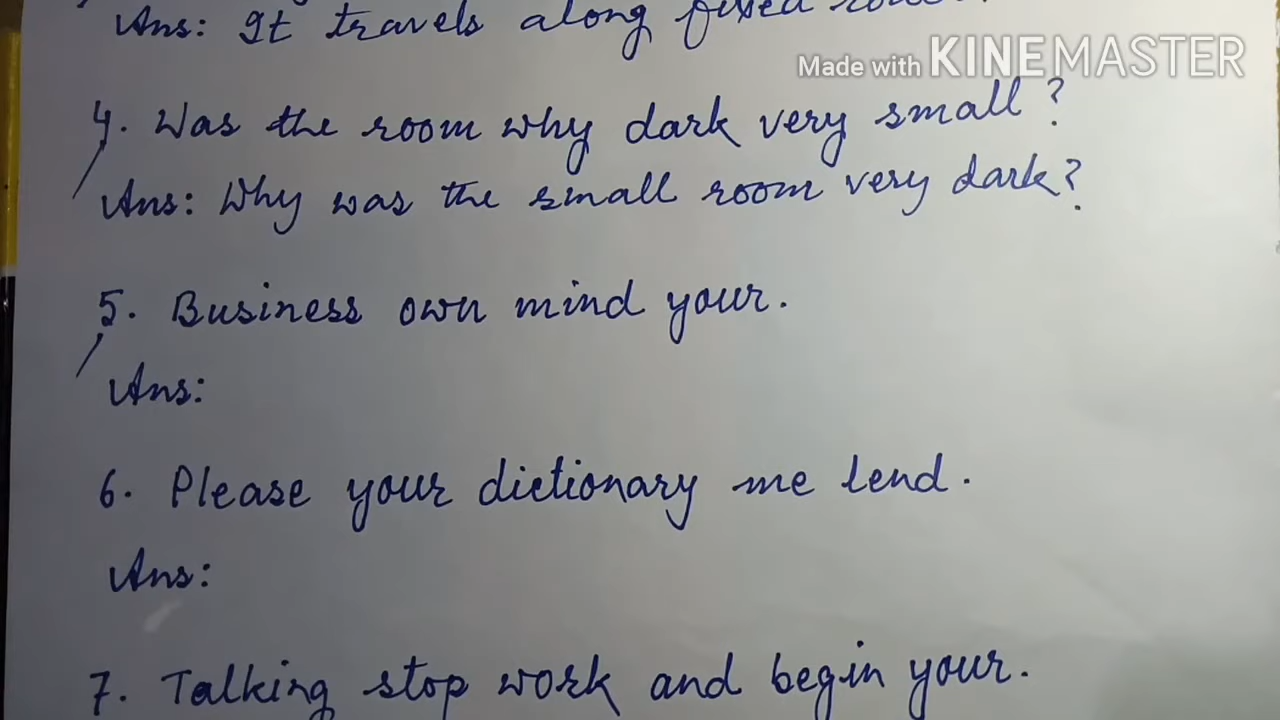 Ans: It travels along fixed
Made with KINEMASTER
4. Was the room why dark very small?
Ans: Why was the small room very dark?
5. Business own mind your.
Ans:
6. Please your dictionary me lend.
Ans:
7. Talking stop work and begin your.